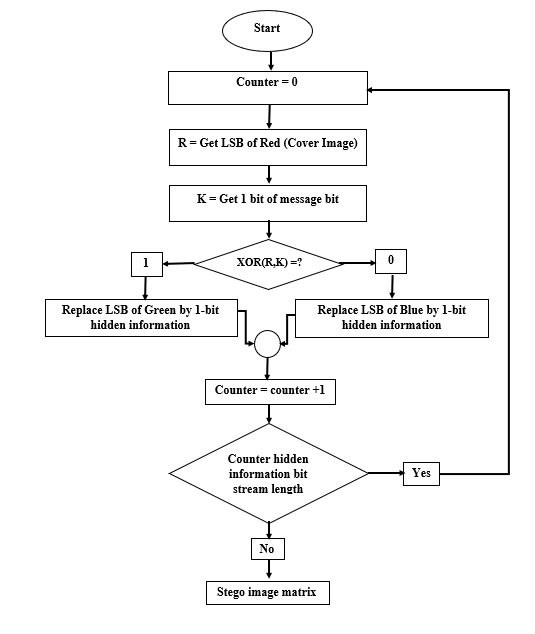 Start
Counter = 0
R = Get LSB of Red (Cover Image)
K = Get 1 bit of message bit
XOR(R,K) =?
1
0
Replace LSB of Green by 1-bit
hidden information
Replace LSB of Blue by 1-bit
hidden information
Counter = counter +1
Counter hidden
information bit
stream length
Yes
No
Stego image matrix